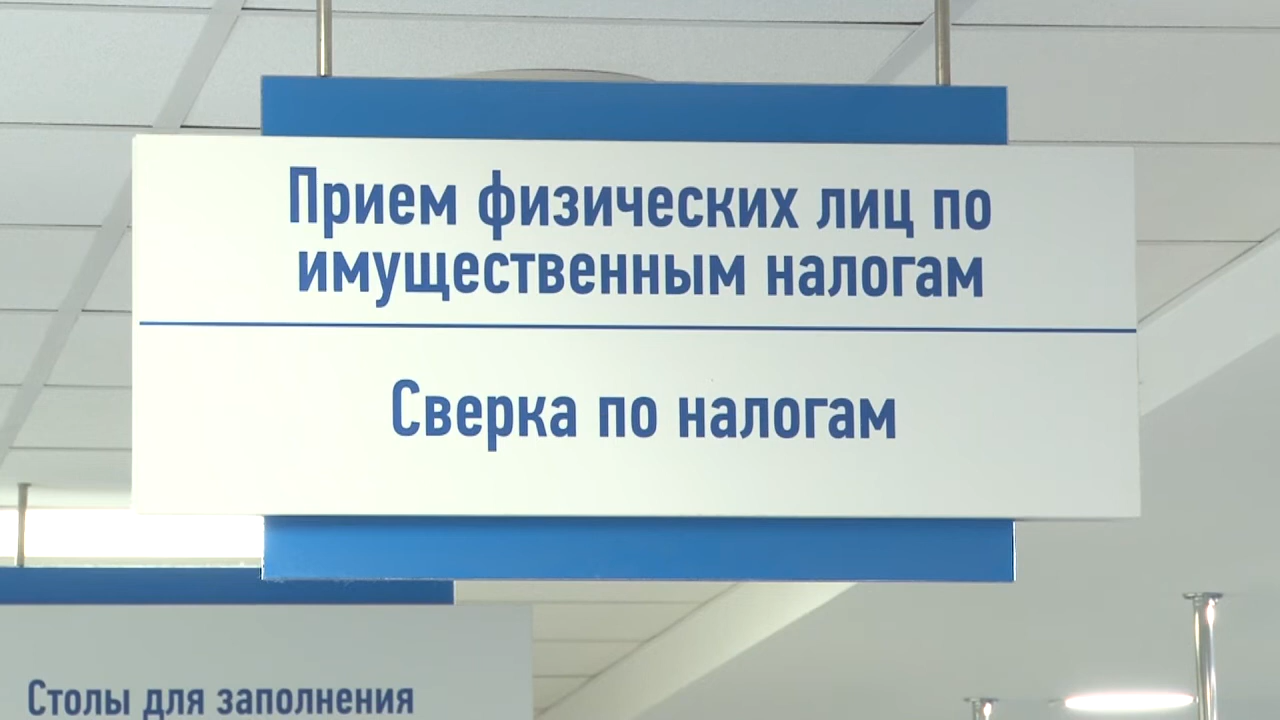 Прием физических лиц по
имущественным налогам
Сверка по налогам
Столы для заполнения